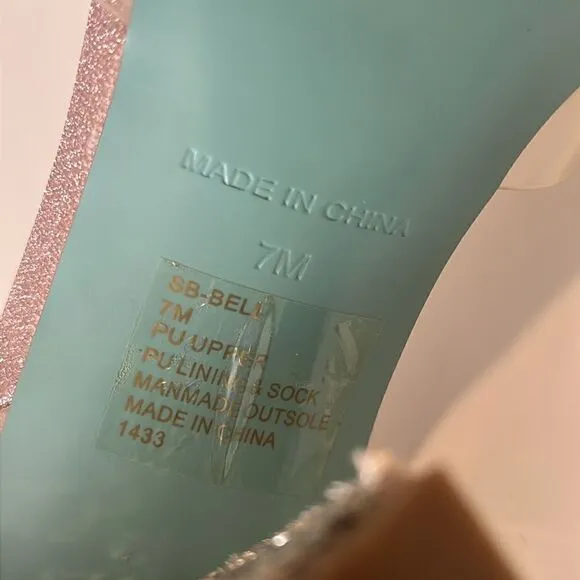 MADE IN CHINA
7M
SB-BELL
7M
PU UPPER
PU LINING & SOCK
MANMADE OUTSOLE
MADE IN CHINA
1433